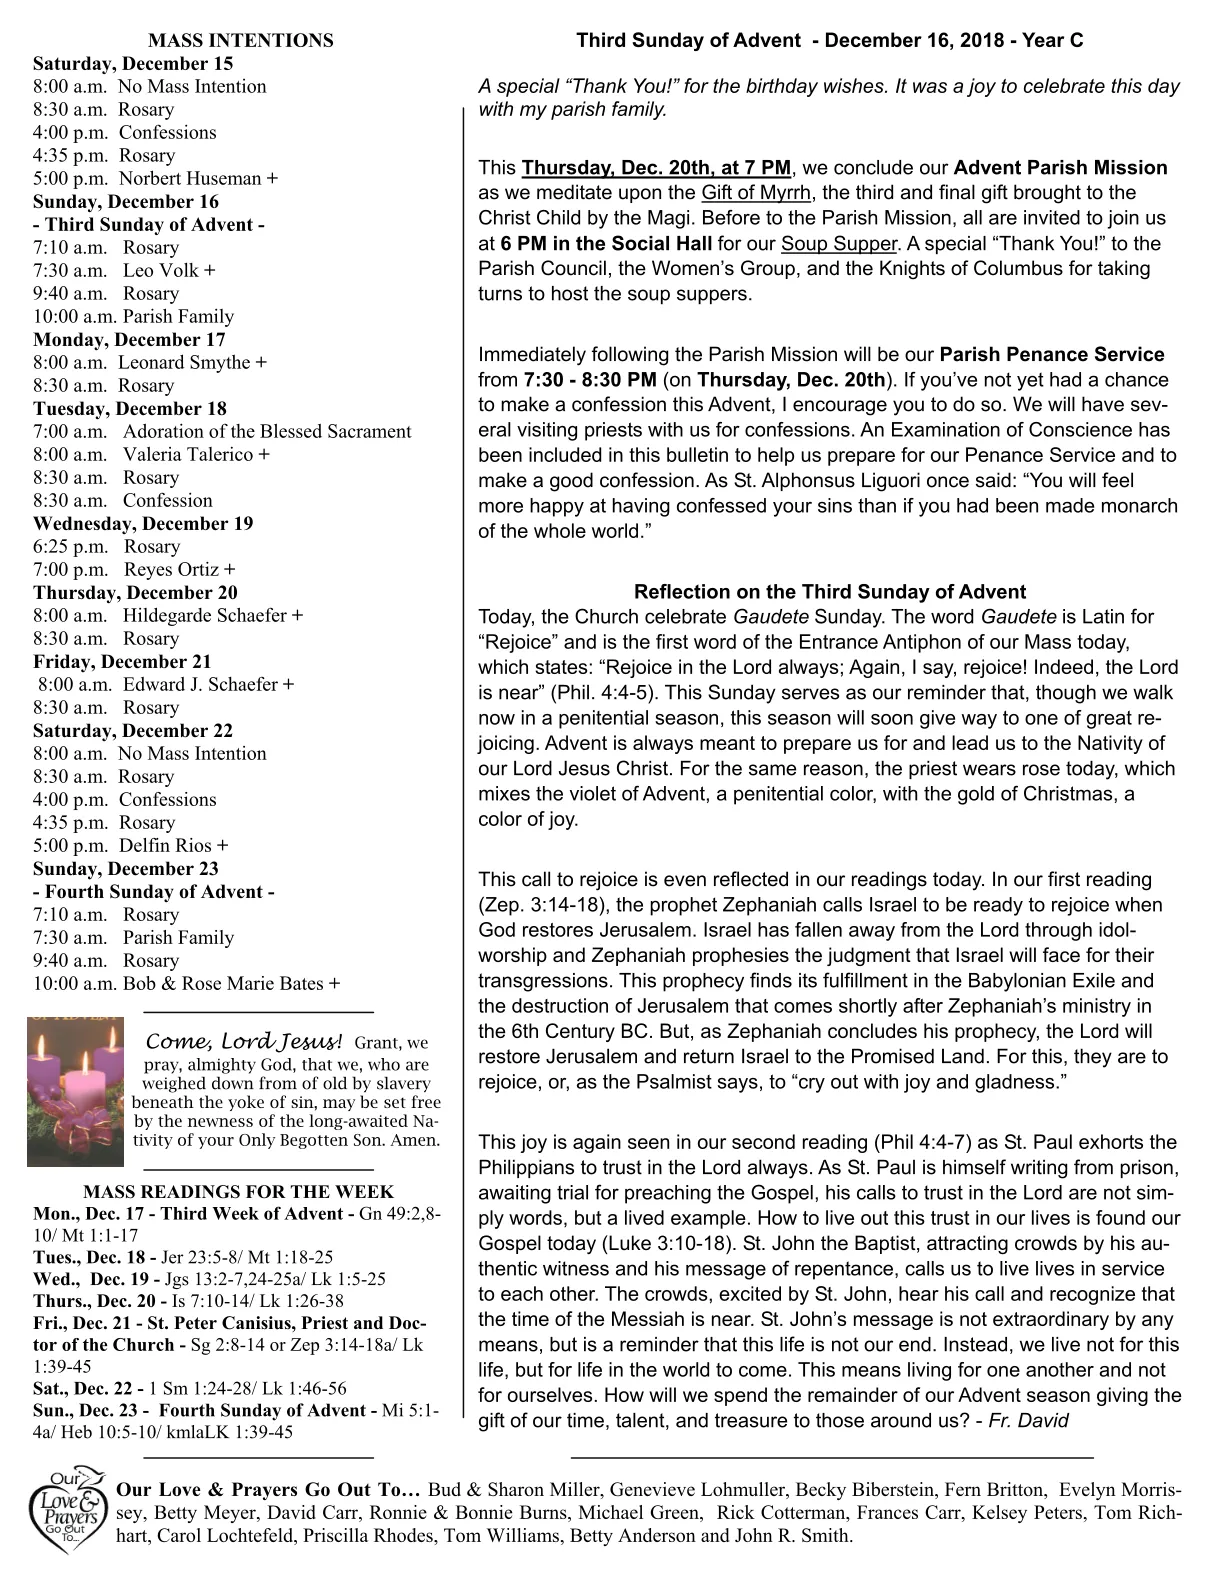 MASS INTENTIONS
Saturday, December 15
8:00 a.m.  No Mass Intention
8:30 a.m.  Rosary
4:00 p.m.  Confessions
4:35 p.m.  Rosary
5:00 p.m.  Norbert Huseman +
Sunday, December 16
- Third Sunday of Advent -
7:10 a.m.   Rosary
7:30 a.m.   Leo Volk +
9:40 a.m.   Rosary
10:00 a.m. Parish Family
Monday, December 17
8:00 a.m.  Leonard Smythe +
8:30 a.m.  Rosary
Tuesday, December 18
7:00 a.m.   Adoration of the Blessed Sacrament
8:00 a.m.   Valeria Talerico +
8:30 a.m.   Rosary
8:30 a.m.   Confession
Wednesday, December 19
6:25 p.m.   Rosary
7:00 p.m.   Reyes Ortiz +
Thursday, December 20
8:00 a.m.   Hildegarde Schaefer +
8:30 a.m.   Rosary
Friday, December 21
8:00 a.m.   Edward J. Schaefer +
8:30 a.m.   Rosary
Saturday, December 22
8:00 a.m.  No Mass Intention
8:30 a.m.  Rosary
4:00 p.m.  Confessions
4:35 p.m.  Rosary
5:00 p.m.  Delfin Rios +
Sunday, December 23
- Fourth Sunday of Advent -
7:10 a.m.   Rosary
7:30 a.m.   Parish Family
9:40 a.m.   Rosary
10:00 a.m. Bob & Rose Marie Bates +
OF ADVENT
Come, Lord Jesus!  Grant, we
pray, almighty God, that we, who are
weighed down from of old by slavery
beneath the yoke of sin, may be set free
by the newness of the long-awaited Na-
tivity of your Only Begotten Son. Amen.
MASS READINGS FOR THE WEEK
Mon., Dec. 17 - Third Week of Advent - Gn 49:2,8-
10/ Mt 1:1-17
Tues., Dec. 18 - Jer 23:5-8/ Mt 1:18-25
Wed.,  Dec. 19 - Jgs 13:2-7,24-25a/ Lk 1:5-25
Thurs., Dec. 20 - Is 7:10-14/ Lk 1:26-38
Fri., Dec. 21 - St. Peter Canisius, Priest and Doc-
tor of the Church - Sg 2:8-14 or Zep 3:14-18a/ Lk
1:39-45
Sat., Dec. 22 - 1 Sm 1:24-28/ Lk 1:46-56
Sun., Dec. 23 -  Fourth Sunday of Advent - Mi 5:1-
4a/ Heb 10:5-10/ kmlaLK 1:39-45
Third Sunday of Advent  - December 16, 2018 - Year C
A special “Thank You!” for the birthday wishes. It was a joy to celebrate this day
with my parish family.
This Thursday, Dec. 20th, at 7 PM, we conclude our Advent Parish Mission
as we meditate upon the Gift of Myrrh, the third and final gift brought to the
Christ Child by the Magi. Before to the Parish Mission, all are invited to join us
at 6 PM in the Social Hall for our Soup Supper. A special “Thank You!” to the
Parish Council, the Women’s Group, and the Knights of Columbus for taking
turns to host the soup suppers.
Immediately following the Parish Mission will be our Parish Penance Service
from 7:30 - 8:30 PM (on Thursday, Dec. 20th). If you’ve not yet had a chance
to make a confession this Advent, I encourage you to do so. We will have sev-
eral visiting priests with us for confessions. An Examination of Conscience has
been included in this bulletin to help us prepare for our Penance Service and to
make a good confession. As St. Alphonsus Liguori once said: “You will feel
more happy at having confessed your sins than if you had been made monarch
of the whole world.”
Reflection on the Third Sunday of Advent
Today, the Church celebrate Gaudete Sunday. The word Gaudete is Latin for
“Rejoice” and is the first word of the Entrance Antiphon of our Mass today,
which states: “Rejoice in the Lord always; Again, I say, rejoice! Indeed, the Lord
is near” (Phil. 4:4-5). This Sunday serves as our reminder that, though we walk
now in a penitential season, this season will soon give way to one of great re-
joicing. Advent is always meant to prepare us for and lead us to the Nativity of
our Lord Jesus Christ. For the same reason, the priest wears rose today, which
mixes the violet of Advent, a penitential color, with the gold of Christmas, a
color of joy.
This call to rejoice is even reflected in our readings today. In our first reading
(Zep. 3:14-18), the prophet Zephaniah calls Israel to be ready to rejoice when
God restores Jerusalem. Israel has fallen away from the Lord through idol-
worship and Zephaniah prophesies the judgment that Israel will face for their
transgressions. This prophecy finds its fulfillment in the Babylonian Exile and
the destruction of Jerusalem that comes shortly after Zephaniah’s ministry in
the 6th Century BC. But, as Zephaniah concludes his prophecy, the Lord will
restore Jerusalem and return Israel to the Promised Land. For this, they are to
rejoice, or, as the Psalmist says, to “cry out with joy and gladness.”
This joy is again seen in our second reading (Phil 4:4-7) as St. Paul exhorts the
Philippians to trust in the Lord always. As St. Paul is himself writing from prison,
awaiting trial for preaching the Gospel, his calls to trust in the Lord are not sim-
ply words, but a lived example. How to live out this trust in our lives is found our
Gospel today (Luke 3:10-18). St. John the Baptist, attracting crowds by his au-
thentic witness and his message of repentance, calls us to live lives in service
to each other. The crowds, excited by St. John, hear his call and recognize that
the time of the Messiah is near. St. John’s message is not extraordinary by any
means, but is a reminder that this life is not our end. Instead, we live not for this
life, but for life in the world to come. This means living for one another and not
for ourselves. How will we spend the remainder of our Advent season giving the
gift of our time, talent, and treasure to those around us? - Fr. David
Our
Love &
Prayers
Go Out
To...
Our Love & Prayers Go Out To… Bud & Sharon Miller, Genevieve Lohmuller, Becky Biberstein, Fern Britton,  Evelyn Morris-
sey, Betty Meyer, David Carr, Ronnie & Bonnie Burns, Michael Green,  Rick Cotterman, Frances Carr, Kelsey Peters, Tom Rich-
hart, Carol Lochtefeld, Priscilla Rhodes, Tom Williams, Betty Anderson and John R. Smith.